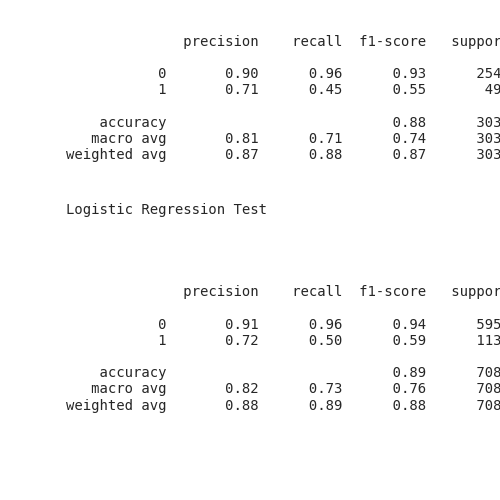 precision recall f1-score suppor
0 0.90 0.96 0.93 254
1 0.71 0.45 0.55 49
accuracy 0.88 303
macro avg 0.81 0.71 0.74 303
weighted avg 0.87 0.88 0.87 303
Logistic Regression Test
precision recall f1-score suppor
0 0.91 0.96 0.94 595
1 0.72 0.50 0.59 113
accuracy 0.89 708
macro avg 0.82 0.73 0.76 708
weighted avg 0.88 0.89 0.88 708